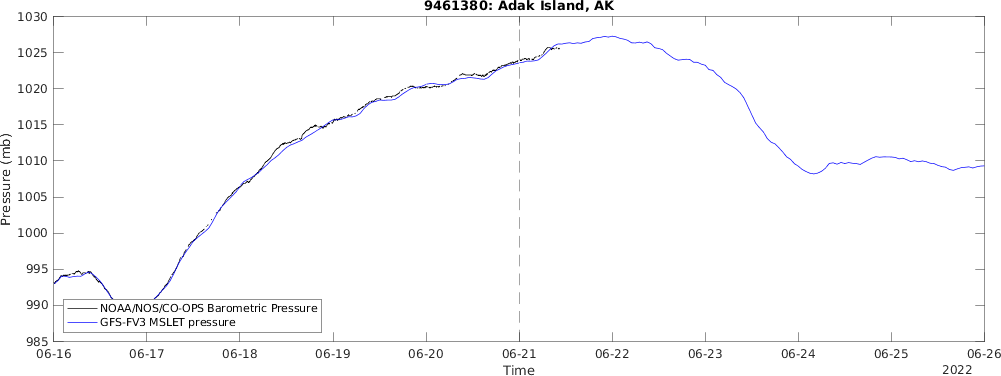 9461380: Adak Island, AK
1030
1025
1020
1015
1010
1005
1000
995
990
985
Pressure (mb)
NOAA/NOS/CO-OPS Barometric Pressure
GFS-FV3 MSLET pressure
06-16 06-17 06-18 06-19 06-20 06-21 06-22 06-23 06-24 06-25 06-26
Time
2022